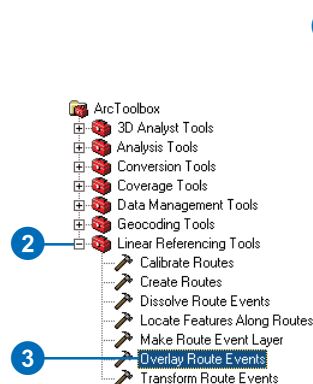 ArcToolbox
3D Analyst Tools
Analysis Tools
Conversion Tools
Coverage Tools
Data Management Tools
Geocoding Tools
2 Linear Referencing Tools
Calibrate Routes
Create Routes
Dissolve Route Events
Locate Features Along Routes
Make Route Event Layer
3 Overlay Route Events
Transform Route Events